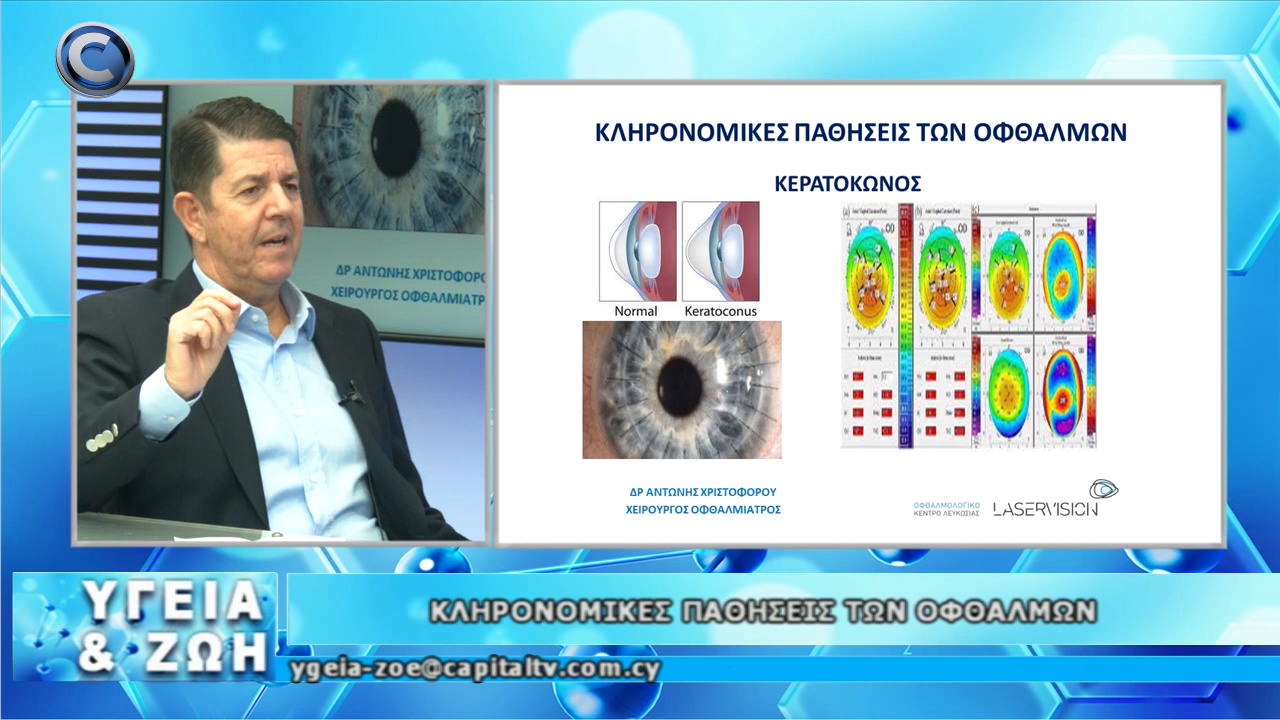 C
ΔΡ ΑΝΤΩΝΗΣ ΧΡΙΣΤΟΦΟΡΟ
ΧΕΙΡΟΥΡΓΟΣ ΟΦΘΑΛΜΙΑΤΡ
ΚΛΗΡΟΝΟΜΙΚΕΣ ΠΑΘΗΣΕΙΣ ΤΩΝ ΟΦΘΑΛΜΩΝ
ΚΕΡΑΤΟΚΩΝΟΣ
Normal
Keratoconus
ΔΡ ΑΝΤΩΝΗΣ ΧΡΙΣΤΟΦΟΡΟΥ
ΧΕΙΡΟΥΡΓΟΣ ΟΦΘΑΛΜΙΑΤΡΟΣ
ΟΦΘΑΛΜΟΛΟΓΙΚΟ
ΚΕΝΤΡΟ ΛΕΥΚΩΣΙΑΣ
LASERVISION
ΥΓΕΙΑ
& ΖΩΗ
ΚΛΗΡΟΝΟΜΙΚΕΣ ΠΑΘΗΣΕΙΣ ΤΩΝ ΟΦΘΑΛΜΩΝ
ygeia-zoe@capitaltv.com.cy